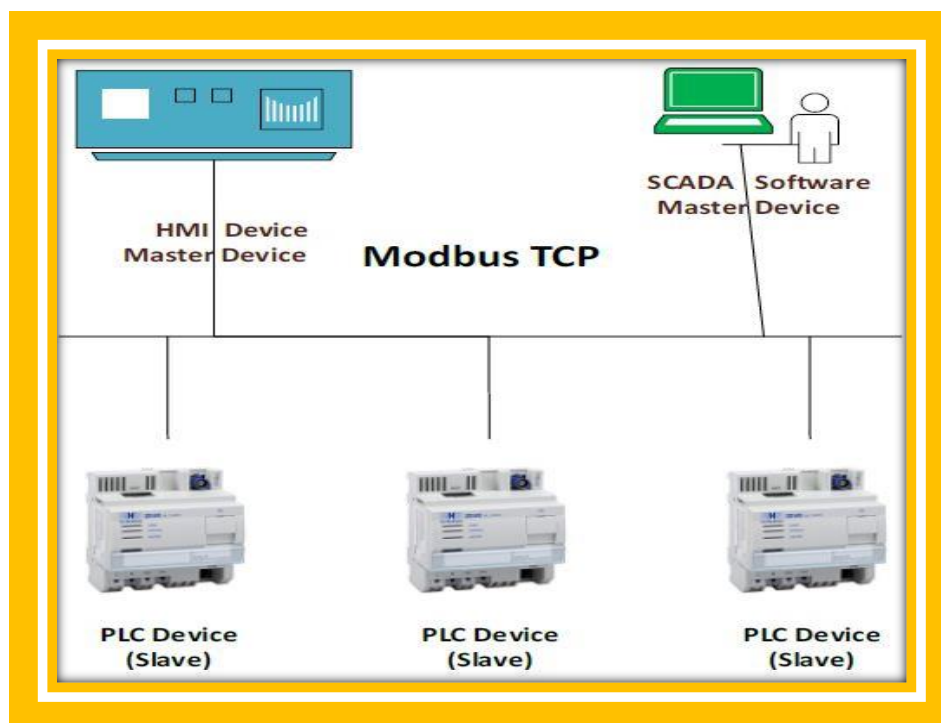 HMI Device
Master Device
SCADA Software
Master Device
Modbus TCP
PLC Device
(Slave)
PLC Device
(Slave)
PLC Device
(Slave)